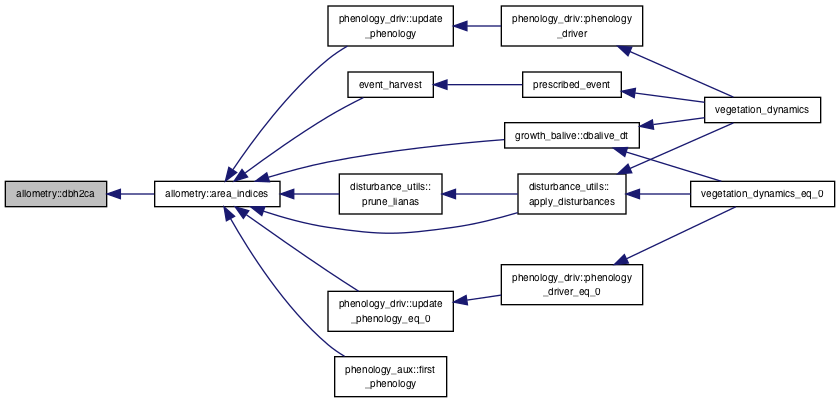 phenology_driv::update
_phenology
phenology_driv::phenology
_driver
event_harvest
prescribed_event
vegetation_dynamics
growth_balive::dbalive_dt
allometry::dbh2ca
allometry::area_indices
disturbance_utils::
prune_lianas
disturbance_utils::
apply_disturbances
vegetation_dynamics_eq_0
phenology_driv::update
_phenology_eq_0
phenology_driv::phenology
_driver_eq_0
phenology_aux::first
_phenology